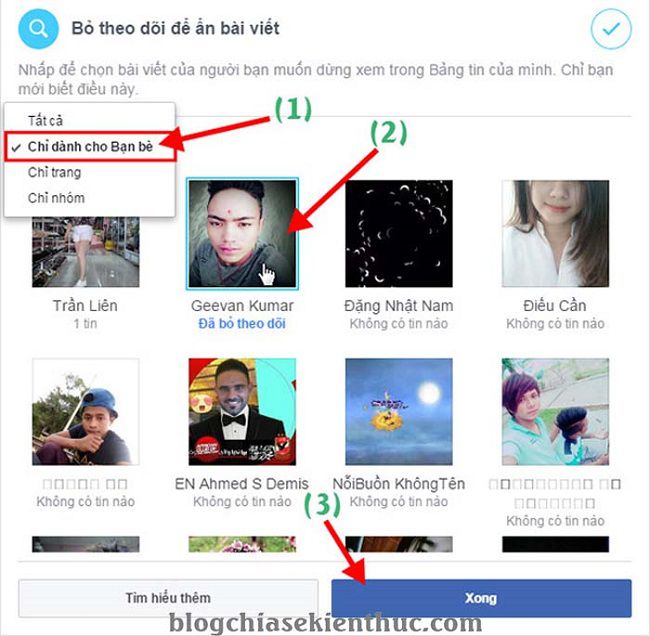 Bỏ theo dõi để ẩn bài viết
Nhấp để chọn bài viết của người bạn muốn dừng xem trong Bảng tin của mình. Chỉ bạn
mới biết điều này.
(1)
Tất cả
Chỉ dành cho Bạn bè
Chỉ trang
Chỉ nhóm
(2)
Trần Liên
1 tin
Geevan Kumar
Đã bỏ theo dõi
Đặng Nhật Nam
Không có tin nào
Điếu Cần
Không có tin nào
Không có tin nào
EN Ahmed S Demis
Không có tin nào
NỗiBuồn KhôngTên
Không có tin nào
Không có tin nào
(3)
Tìm hiểu thêm
Xong
blogchiasekienthuc.com